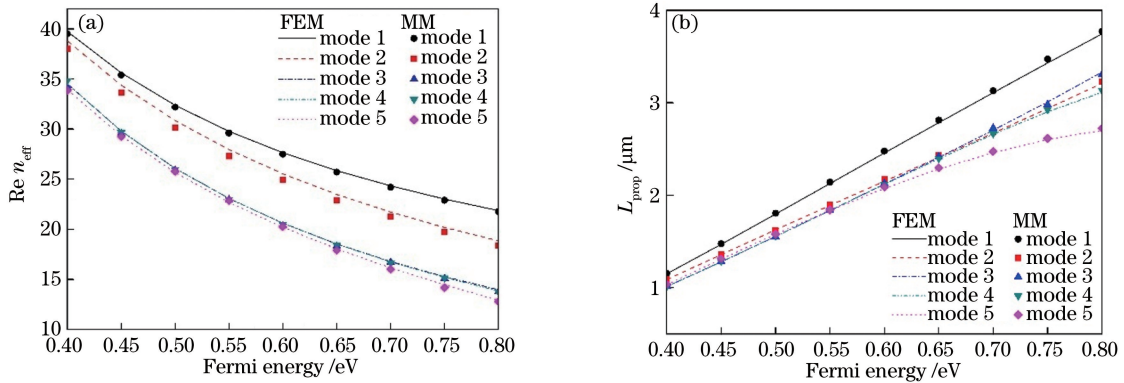 (a)
FEM MM
mode 1 mode 1
mode 2 mode 2
mode 3 mode 3
mode 4 mode 4
mode 5 mode 5
40
35
30
25
20
15
10
Re n_eff
0.40 0.45 0.50 0.55 0.60 0.65 0.70 0.75 0.80
Fermi energy /eV
(b)
4
3
2
1
L_prop /μm
FEM MM
mode 1 mode 1
mode 2 mode 2
mode 3 mode 3
mode 4 mode 4
mode 5 mode 5
0.40 0.45 0.50 0.55 0.60 0.65 0.70 0.75 0.80
Fermi energy /eV